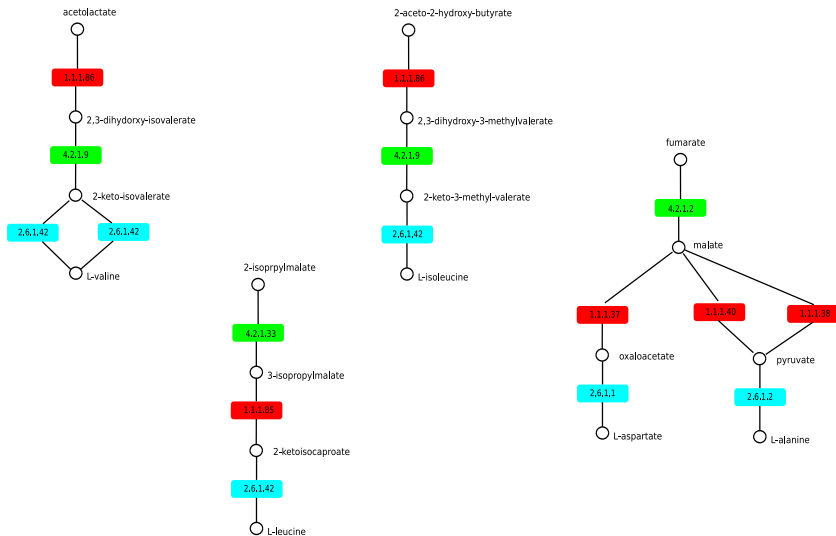 acetolactate
1.1.1.86
2,3-dihydorxy-isovalerate
4.2.1.9
2-keto-isovalerate
2,6,1,42
2,6.1,42
L-valine
2-isoprpylmalate
4.2.1.33
3-isopropylmalate
1.1.1.85
2-ketoisocaproate
2.6.1.42
L-leucine
2-aceto-2-hydroxy-butyrate
1.1.1,86
2,3-dihydroxy-3-methylvalerate
4.2.1.9
2-keto-3-methyl-valerate
2,6,1,42
L-isoleucine
fumarate
4.2.1.2
malate
1.1.1.37
1.1.1.40
1.1.1.38
oxaloacetate
pyruvate
2,6,1,1
2.6.1.2
L-aspartate
L-alanine